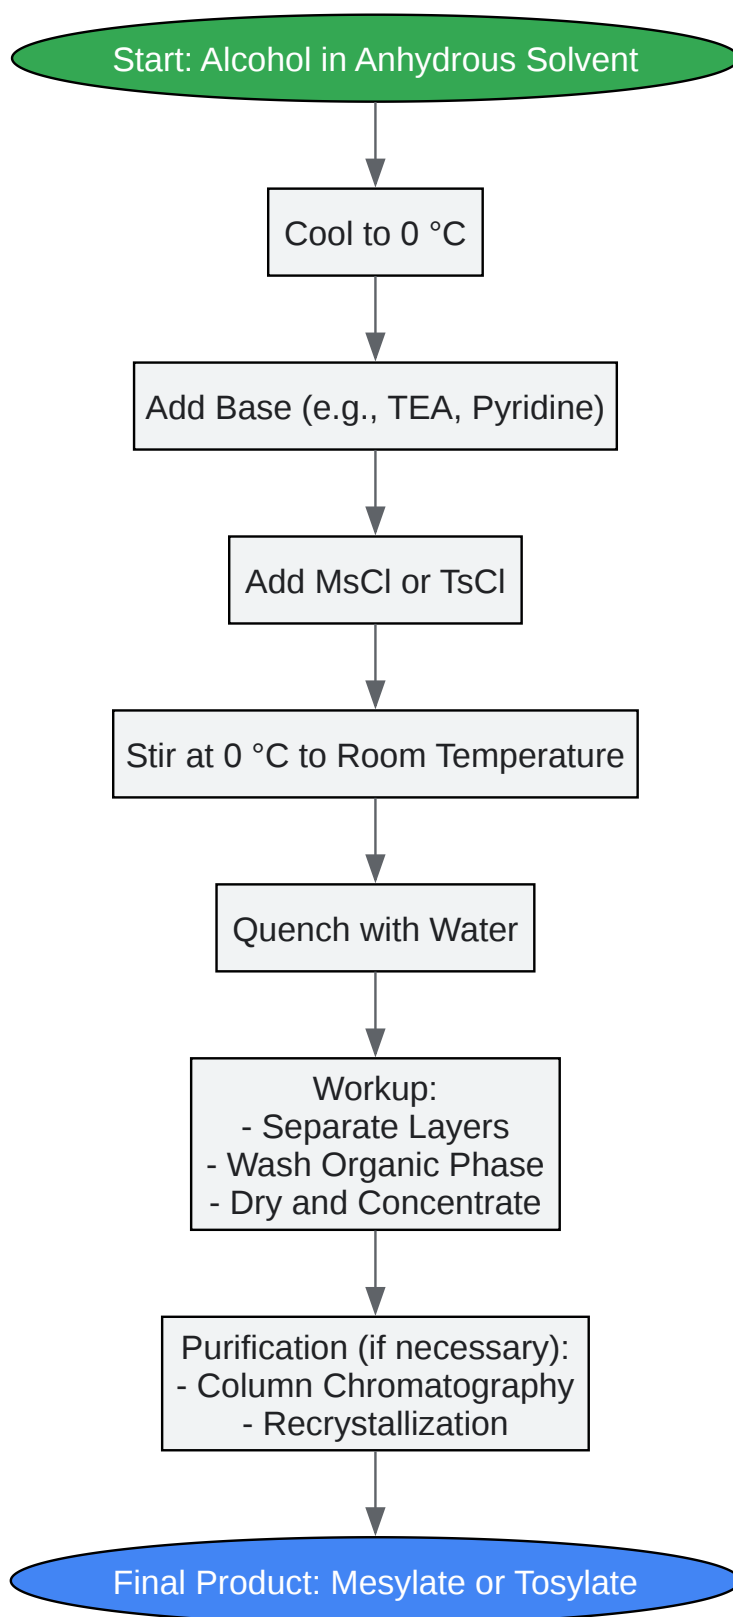 Start: Alcohol in Anhydrous Solvent
Cool to 0 °C
Add Base (e.g., TEA, Pyridine)
Add MsCl or TsCl
Stir at 0 °C to Room Temperature
Quench with Water
Workup:
- Separate Layers
- Wash Organic Phase
- Dry and Concentrate
Purification (if necessary):
- Column Chromatography
- Recrystallization
Final Product: Mesylate or Tosylate